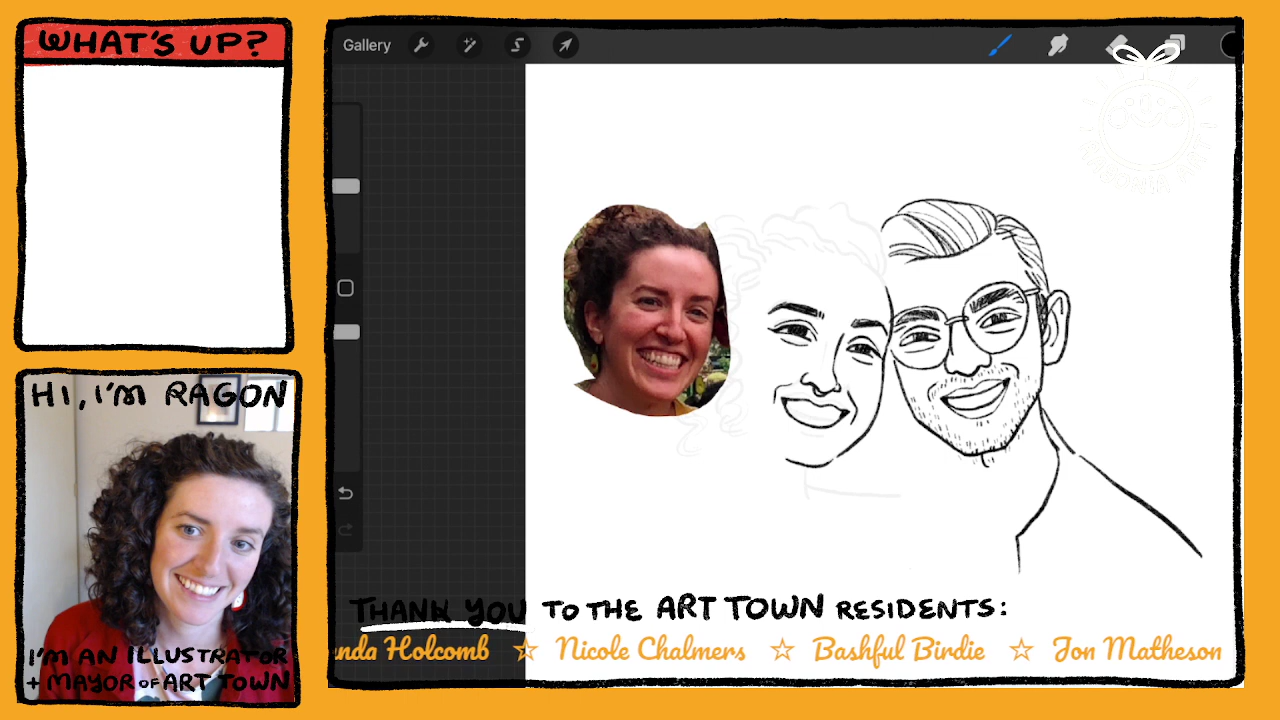 WHAT'S UP?
Gallery
HI, I'M RAGON
I'M AN ILLUSTRATOR
+ MAYOR OF ART TOWN
THANK YOU TO THE ART TOWN RESIDENTS:
nda Holcomb ☆ Nicole Chalmers ☆ Bashful Birdie ☆ Jon Matheson